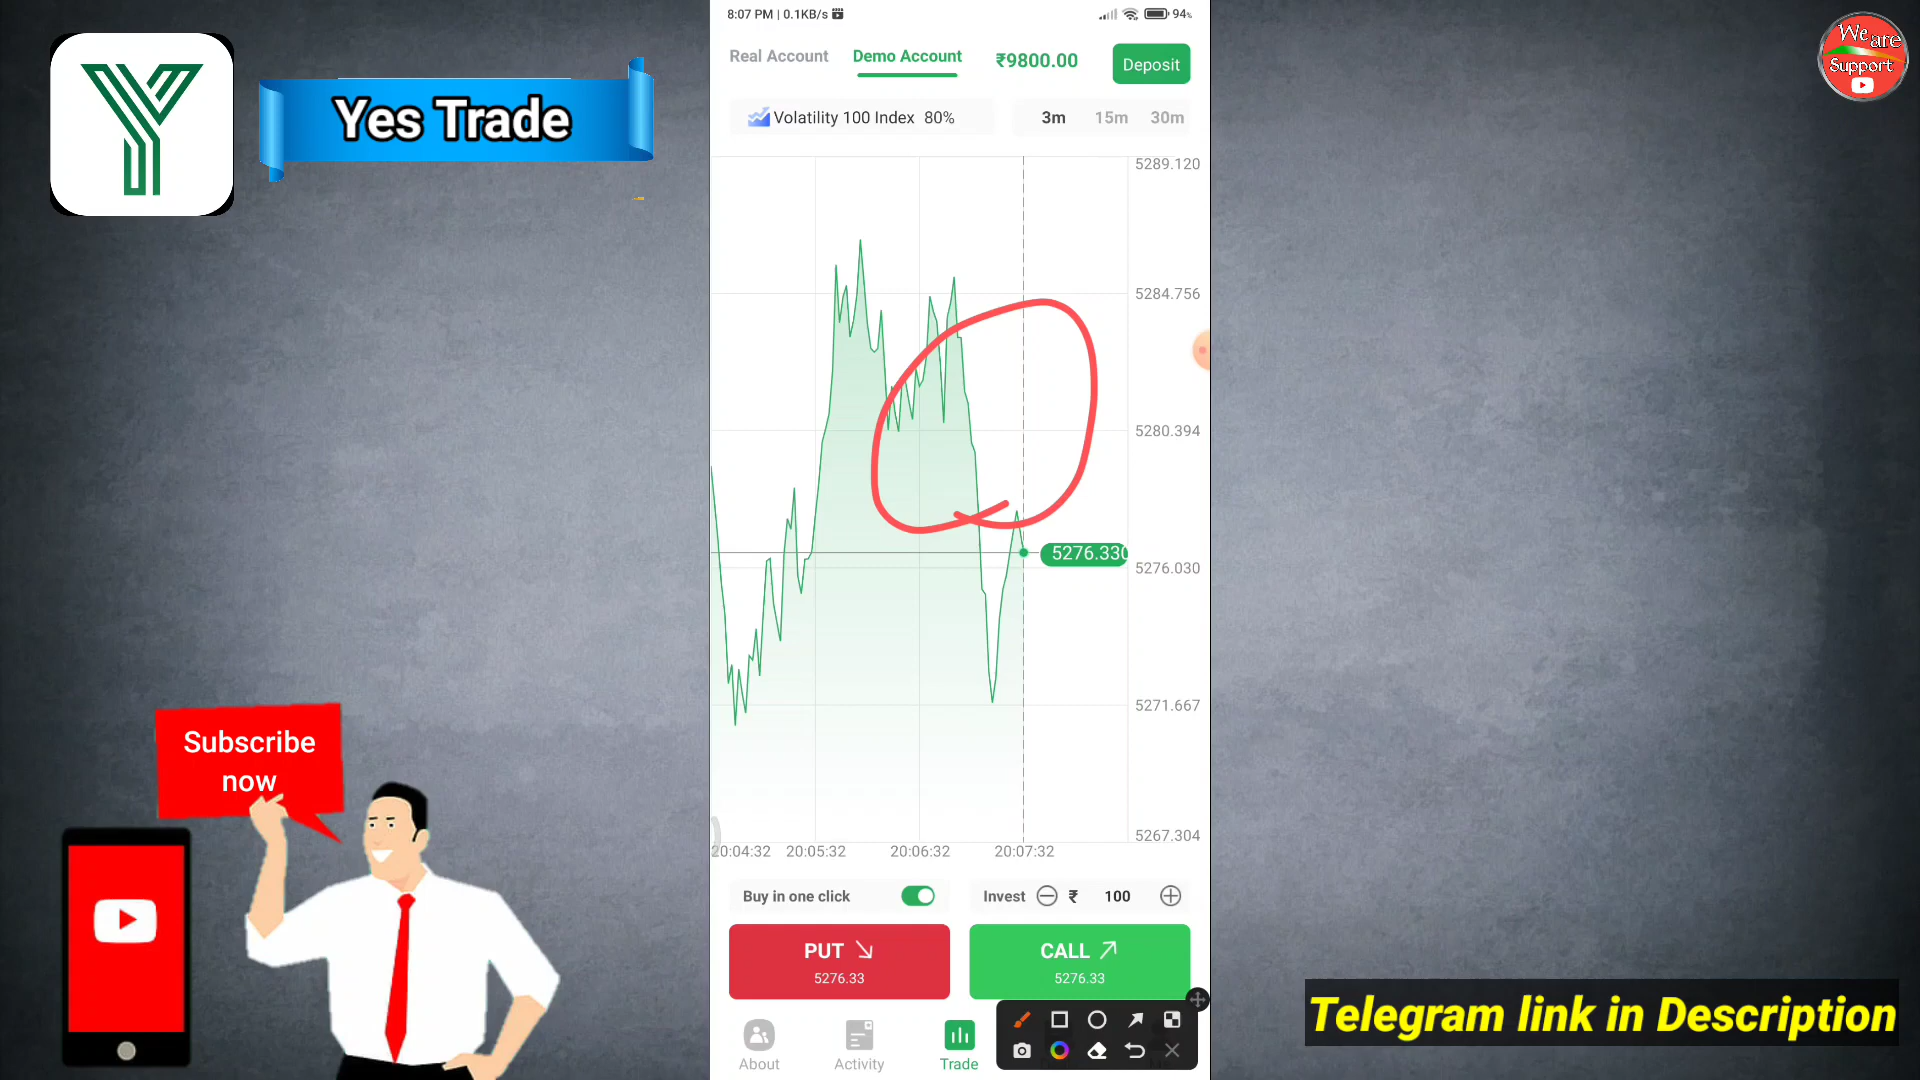 8:07 PM | 0.1KB/s
94%
Real Account
Demo Account
₹9800.00
Deposit
We are
Support
Yes Trade
Volatility 100 Index 80%
3m
15m
30m
5289.120
5284.756
5280.394
5276.330
5276.030
5271.667
5267.304
20:04:32
20:05:32
20:06:32
20:07:32
Subscribe
now
Buy in one click
Invest
₹
100
PUT
5276.33
CALL
5276.33
About
Activity
Trade
Telegram link in Description